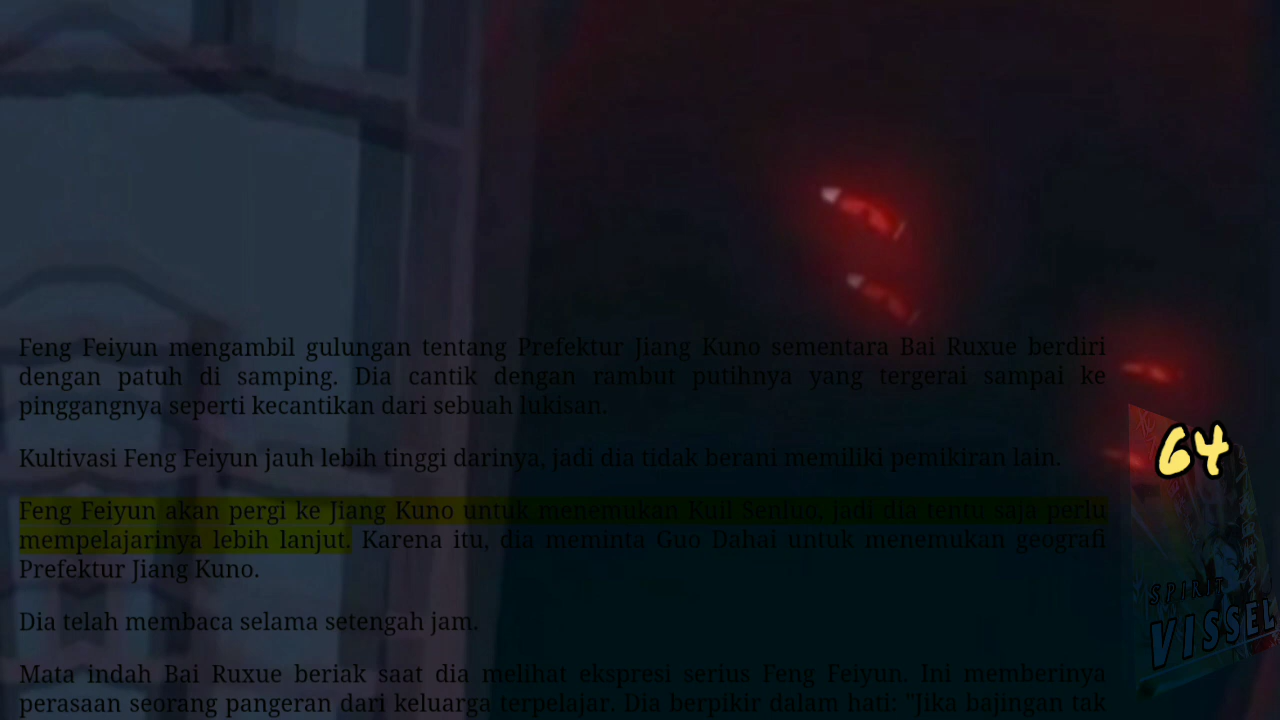 Feng Feiyun mengambil gulungan tentang Prefektur Jiang Kuno sementara Bai Ruxue berdiri
dengan patuh di samping. Dia cantik dengan rambut putihnya yang tergerai sampai ke
pinggangnya seperti kecantikan dari sebuah lukisan.
Kultivasi Feng Feiyun jauh lebih tinggi darinya, jadi dia tidak berani memiliki pemikiran lain.
64
Feng Feiyun akan pergi ke Jiang Kuno untuk menemukan Kuil Senluo, jadi dia tentu saja perlu
mempelajarinya lebih lanjut. Karena itu, dia meminta Guo Dahai untuk menemukan geografi
Prefektur Jiang Kuno.
SPIRIT
VISSEL
Dia telah membaca selama setengah jam.
Mata indah Bai Ruxue beriak saat dia melihat ekspresi serius Feng Feiyun. Ini memberinya
perasaan seorang pangeran dari keluarga terpelajar. Dia berpikir dalam hati: "Jika bajingan tak